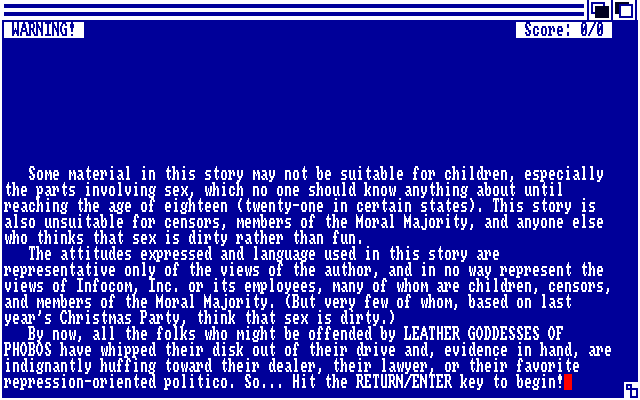 WARNING!
Score: 0/0
Some material in this story may not be suitable for children, especially
the parts involving sex, which no one should know anything about until
reaching the age of eighteen (twenty-one in certain states). This story is
also unsuitable for censors, members of the Moral Majority, and anyone else
who thinks that sex is dirty rather than fun.
The attitudes expressed and language used in this story are
representative only of the views of the author, and in no way represent the
views of Infocom, Inc. or its employees, many of whom are children, censors,
and members of the Moral Majority. (But very few of whom, based on last
year's Christmas Party, think that sex is dirty.)
By now, all the folks who might be offended by LEATHER GODDESSES OF
PHOBOS have whipped their disk out of their drive and, evidence in hand, are
indignantly huffing toward their dealer, their lawyer, or their favorite
repression-oriented politico. So... Hit the RETURN/ENTER key to begin!